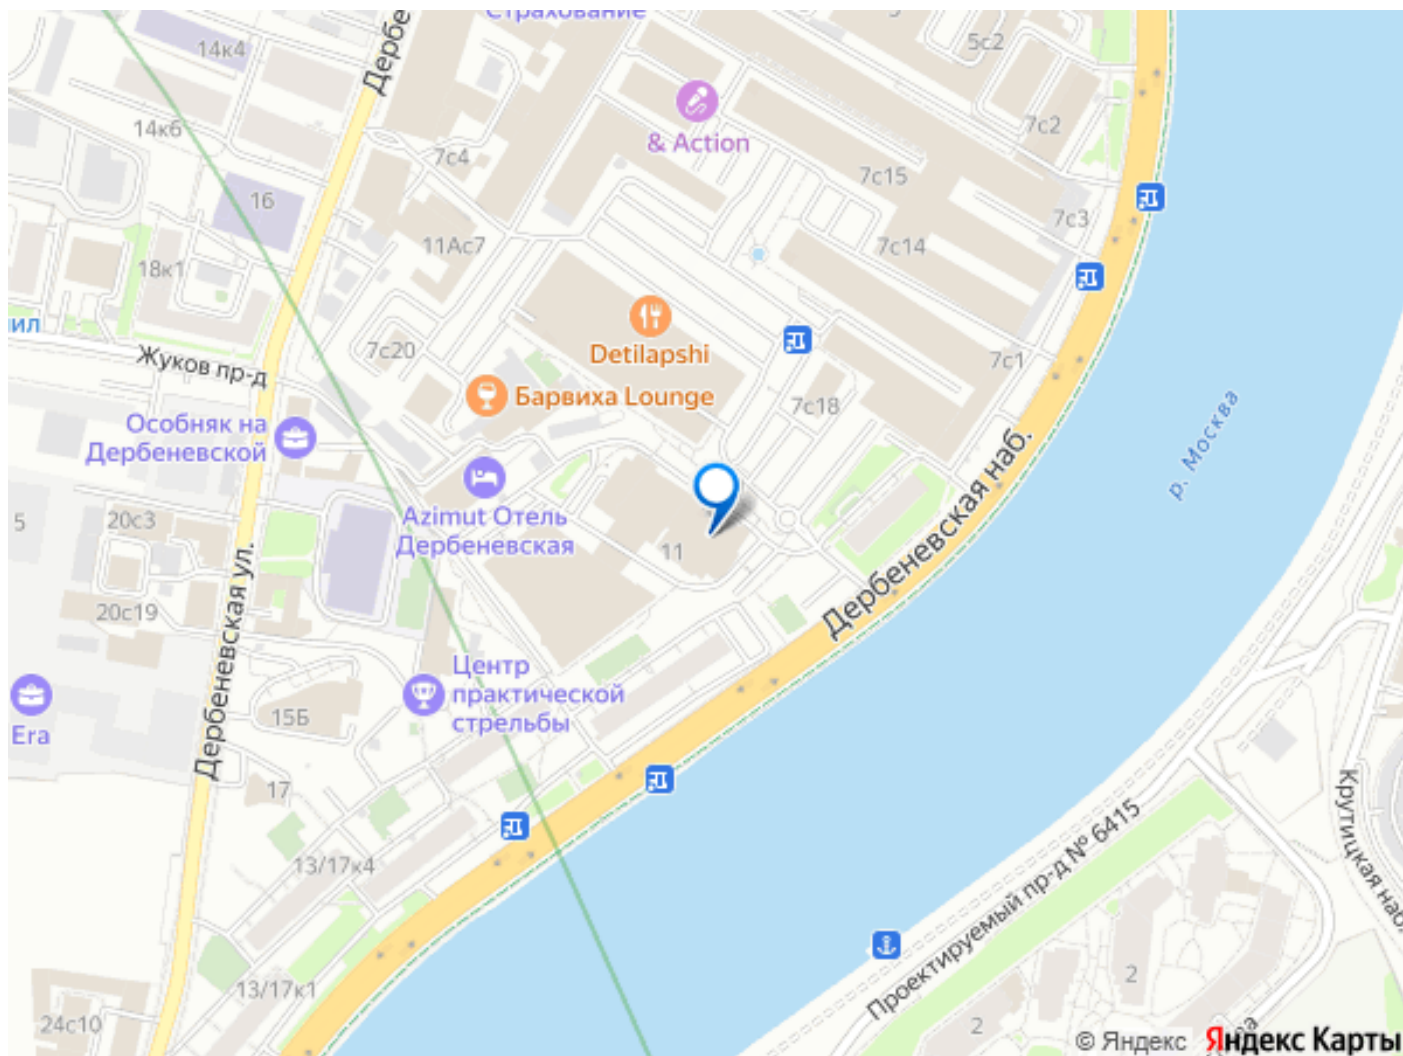 Страхование
14к4
Дербе
5с2
14к6
& Action
7с2
7с4
7с15
16
7с3
11Ас7
7с14
18к1
ил
Detilapshi
7с20
Жуков пр-д
7с1
Барвиха Lounge
7с18
Особняк на
Дербеневской
р. Москва
Дербеневская наб.
5
20с3
Azimut Отель
Дербеневская
11
20с19
Дербеневская ул.
Центр
практической
стрельбы
15Б
Era
17
Проектируемый пр-д № 6415
Крутицкая наб.
13/17к4
13/17к1
2
24с10
2
© Яндекс Яндекс Карты